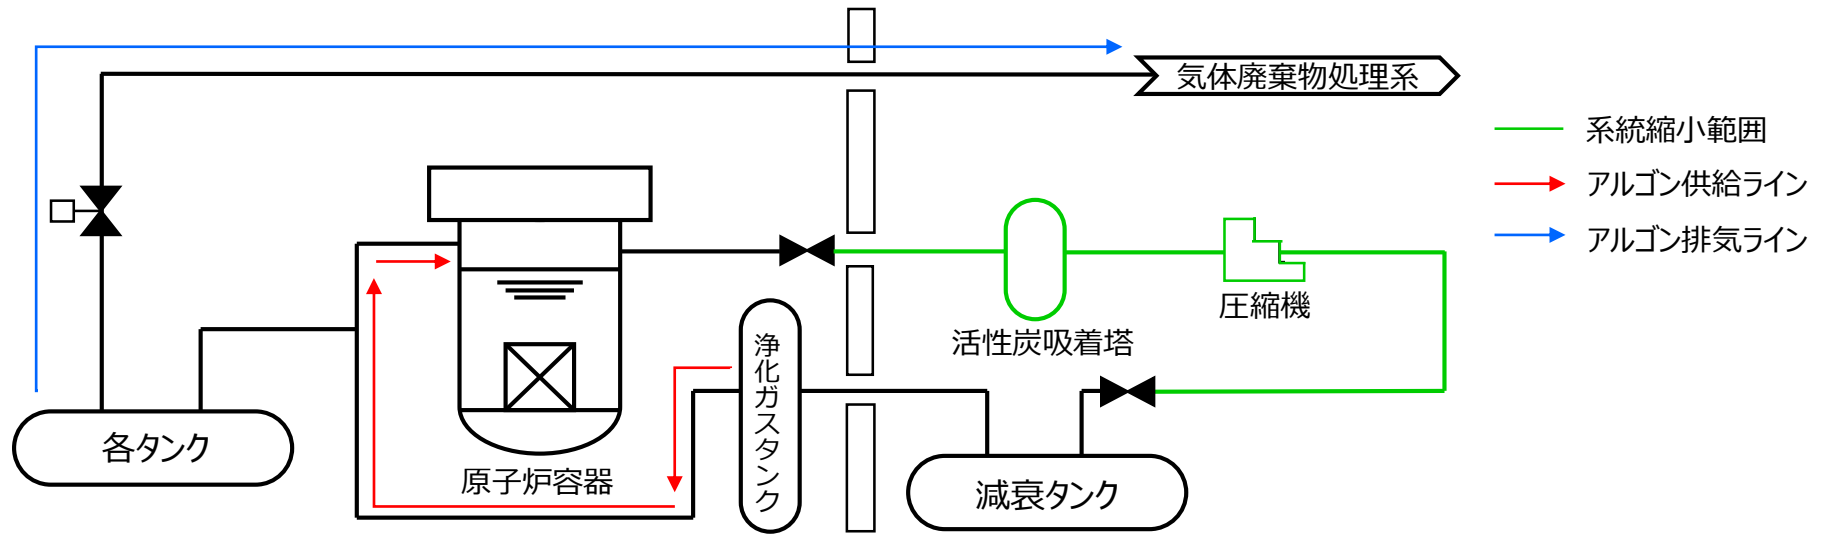 気体廃棄物処理系
系統縮小範囲
アルゴン供給ライン
アルゴン排気ライン
圧縮機
活性炭吸着塔
浄化ガスタンク
各タンク
原子炉容器
減衰タンク